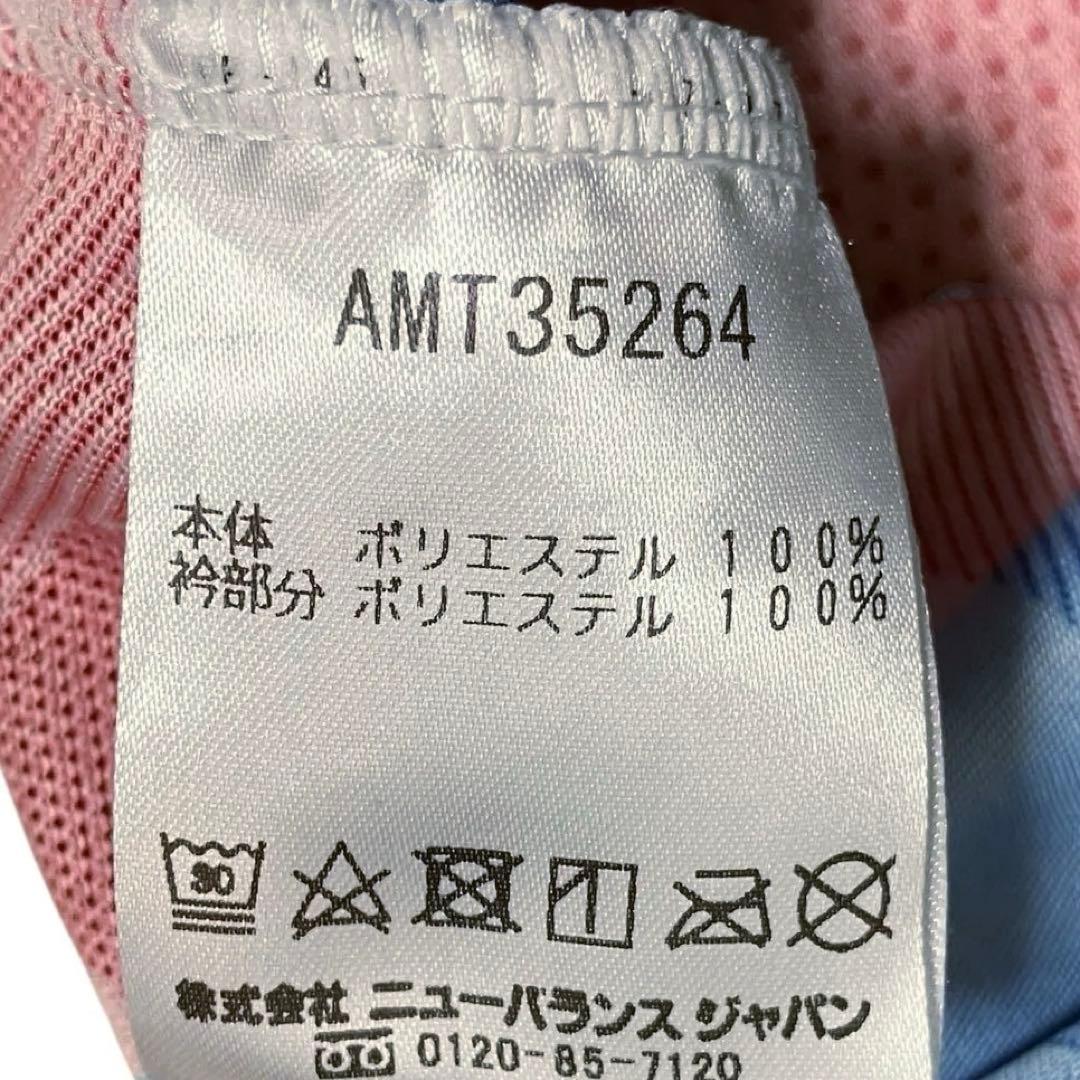 AMT35264
本体 ポリエステル 100%
衿部分 ポリエステル 100%
30
株式会社 ニューバランス ジャパン
0120-85-7120